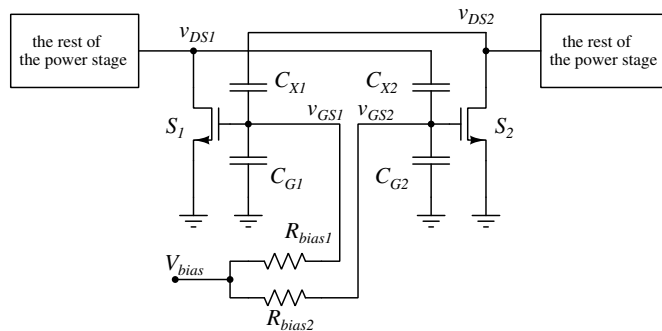 v_DS1
v_DS2
the rest of
the power stage
the rest of
the power stage
C_X1
C_X2
v_GS1
v_GS2
S_1
S_2
C_G1
C_G2
R_bias1
V_bias
R_bias2